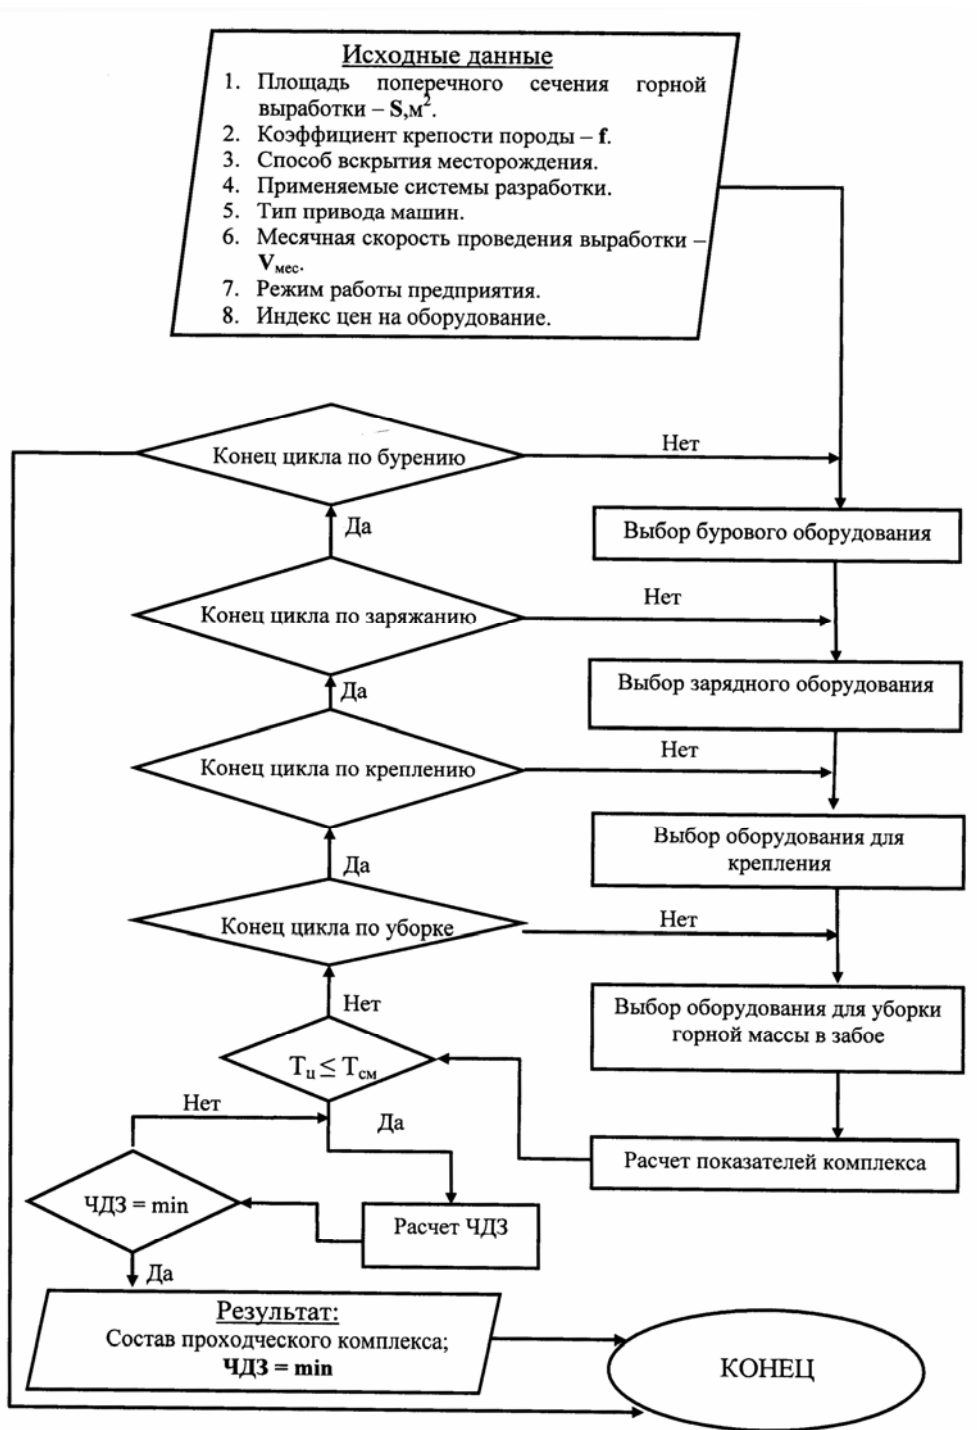 Исходные данные
1. Площадь поперечного сечения горной
выработки – S,м².
2. Коэффициент крепости породы – f.
3. Способ вскрытия месторождения.
4. Применяемые системы разработки.
5. Тип привода машин.
6. Месячная скорость проведения выработки –
Vмес.
7. Режим работы предприятия.
8. Индекс цен на оборудование.
Конец цикла по бурению
Нет
Выбор бурового оборудования
Да
Конец цикла по заряжанию
Нет
Выбор зарядного оборудования
Да
Конец цикла по креплению
Нет
Выбор оборудования для
крепления
Да
Конец цикла по уборке
Нет
Выбор оборудования для уборки
горной массы в забое
Нет
Тц ≤ Тсм
Нет
Да
Расчет показателей комплекса
ЧДЗ = min
Расчет ЧДЗ
Да
Результат:
Состав проходческого комплекса;
ЧДЗ = min
КОНЕЦ